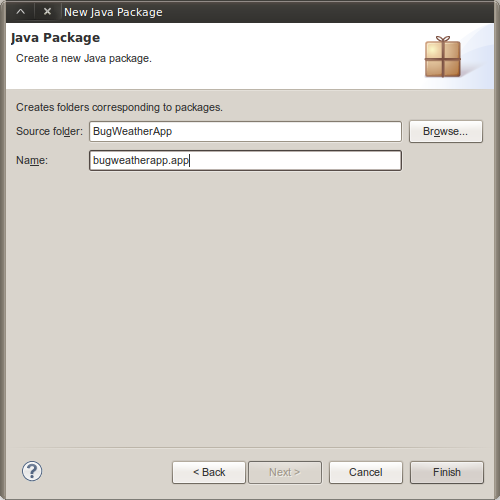 New Java Package
Java Package
Create a new Java package.
Creates folders corresponding to packages.
Source folder: BugWeatherApp Browse...
Name: bugweatherapp.app
? < Back Next > Cancel Finish